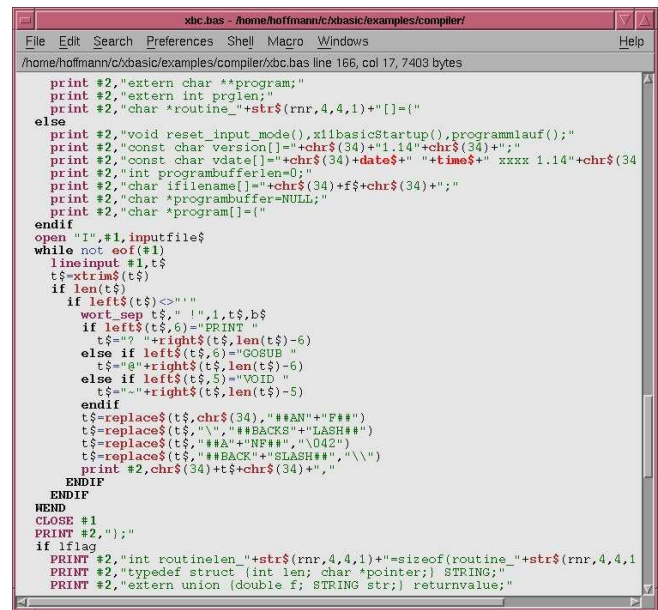 xbc.bas - /home/hoffmann/c/xbasic/examples/compiler/
File Edit Search Preferences Shell Macro Windows Help
/home/hoffmann/c/xbasic/examples/compiler/xbc.bas line 166, col 17, 7403 bytes
print #2,"extern char **program;"
print #2,"extern int prglen;"
print #2,"char *routine_"+str$(rnr,4,4,1)+"[]={"
else
print #2,"void reset_input_mode(),x11basicStartup(),programmlauf();"
print #2,"const char version[]="+chr$(34)+"1.14"+chr$(34)+";"
print #2,"const char vdate[]="+chr$(34)+date$+" "+time$+" xxxx 1.14"+chr$(34
print #2,"int programbufferlen=0;"
print #2,"char ifilename[]="+chr$(34)+f$+chr$(34)+";"
print #2,"char *programbuffer=NULL;"
print #2,"char *program[]={"
endif
open "I",#1,inputfile$
while not eof(#1)
lineinput #1,t$
t$=xtrim$(t$)
if len(t$)
if left$(t$)<>"'"
wort_sep t$," !",1,t$,b$
if left$(t$,6)="PRINT "
t$="? "+right$(t$,len(t$)-6)
else if left$(t$,6)="GOSUB "
t$="@"+right$(t$,len(t$)-6)
else if left$(t$,5)="VOID "
t$="~"+right$(t$,len(t$)-5)
endif
t$=replace$(t$,chr$(34),"##AN"+"F##")
t$=replace$(t$,"\","##BACKS"+"LASH##")
t$=replace$(t$,"##A"+"NF##","\042")
t$=replace$(t$,"##BACK"+"SLASH##","\\")
print #2,chr$(34)+t$+chr$(34)+","
ENDIF
ENDIF
WEND
CLOSE #1
PRINT #2,"};"
if lflag
PRINT #2,"int routinelen_"+str$(rnr,4,4,1)+"=sizeof(routine_"+str$(rnr,4,4,1
PRINT #2,"typedef struct {int len; char *pointer;} STRING;"
PRINT #2,"extern union {double f; STRING str;} returnvalue;"